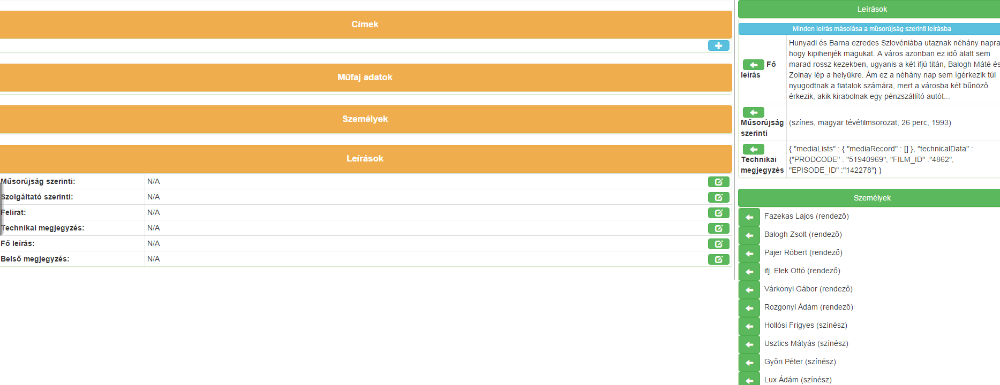 Címek
Műfaj adatok
Személyek
Leírások
Műsorújság szerinti: N/A
Szolgáltató szerinti: N/A
Felirat: N/A
Technikai megjegyzés: N/A
Fő leírás: N/A
Belső megjegyzés: N/A
Leírások
Minden leírás másolása a műsorújság szerinti leírásba
Fő
leírás
Hunyadi és Barna ezredes Szlovéniába utaznak néhány napra
hogy kipihenjék magukat. A város azonban ez idő alatt sem
marad rossz kezekben, ugyanis a két ifjú titán, Balogh Máté és
Zolnay lép a helyükre. Ám ez a néhány nap sem ígérkezik túl
nyugodtnak a fiatalok számára, mert a városba két bűnöző
érkezik, akik kirabolnak egy pénzszállító autót...
Műsorújság
szerinti
(színes, magyar tévéfilmsorozat, 26 perc, 1993)
Technikai
megjegyzés
{ "mediaLists" : { "mediaRecord" : [] }, "technicalData" :
{"PRODCODE" : "51940969", "FILM_ID" :"4862",
"EPISODE_ID" :"142278"} }
Személyek
Fazekas Lajos (rendező)
Balogh Zsolt (rendező)
Pajer Róbert (rendező)
ifj. Elek Ottó (rendező)
Várkonyi Gábor (rendező)
Rozgonyi Ádám (rendező)
Hollósi Frigyes (színész)
Usztics Mátyás (színész)
Győri Péter (színész)
Lux Ádám (színész)